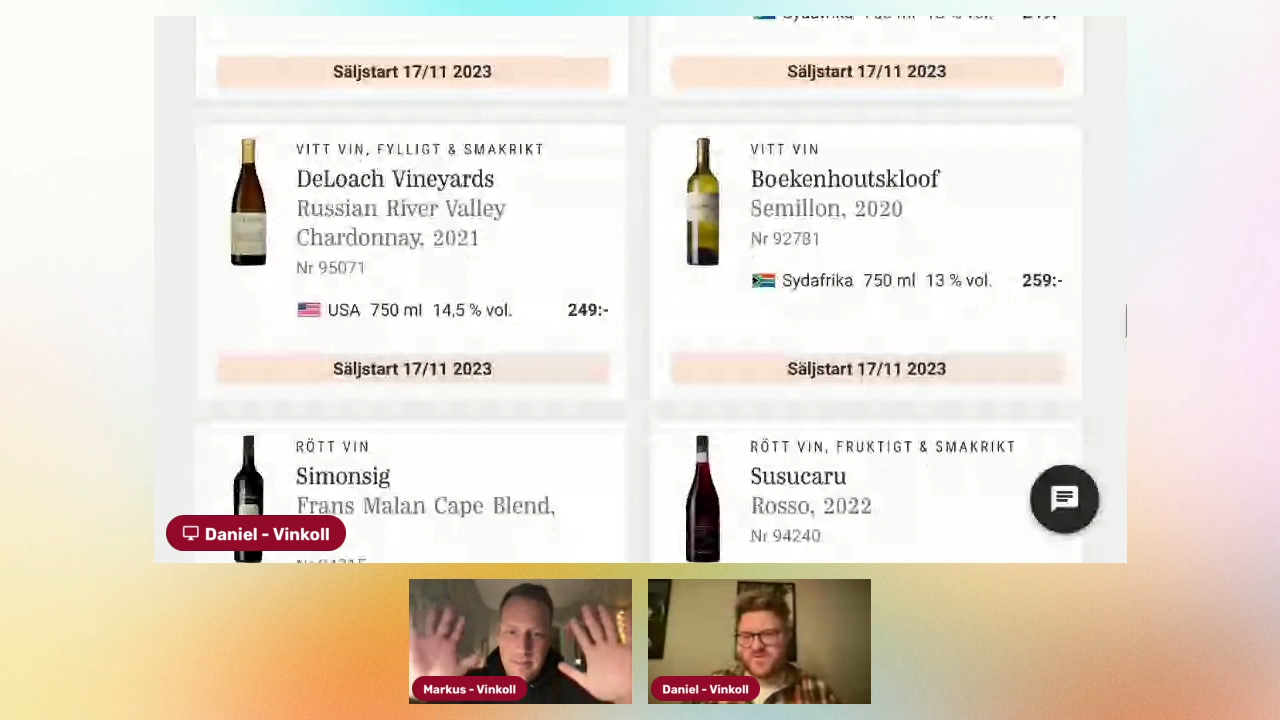 Säljstart 17/11 2023
Säljstart 17/11 2023
VITT VIN, FYLLIGT & SMAKRIKT
DeLoach Vineyards
Russian River Valley
Chardonnay, 2021
Nr 95071
USA 750 ml 14,5 % vol. 249:-
Säljstart 17/11 2023
VITT VIN
Boekenhoutskloof
Semillon, 2020
Nr 92781
Sydafrika 750 ml 13 % vol. 259:-
Säljstart 17/11 2023
RÖTT VIN
Simonsig
Frans Malan Cape Blend,
RÖTT VIN, FRUKTIGT & SMAKRIKT
Susucaru
Rosso, 2022
Nr 94240
Daniel - Vinkoll
Markus - Vinkoll
Daniel - Vinkoll